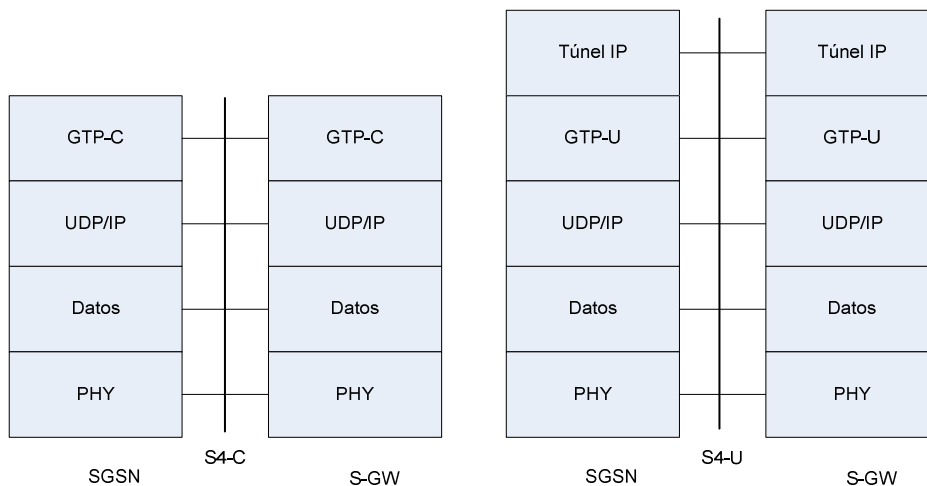 Túnel IP
Túnel IP
GTP-C
GTP-C
GTP-U
GTP-U
UDP/IP
UDP/IP
UDP/IP
UDP/IP
Datos
Datos
Datos
Datos
PHY
PHY
PHY
PHY
S4-C
S4-U
SGSN
S-GW
SGSN
S-GW